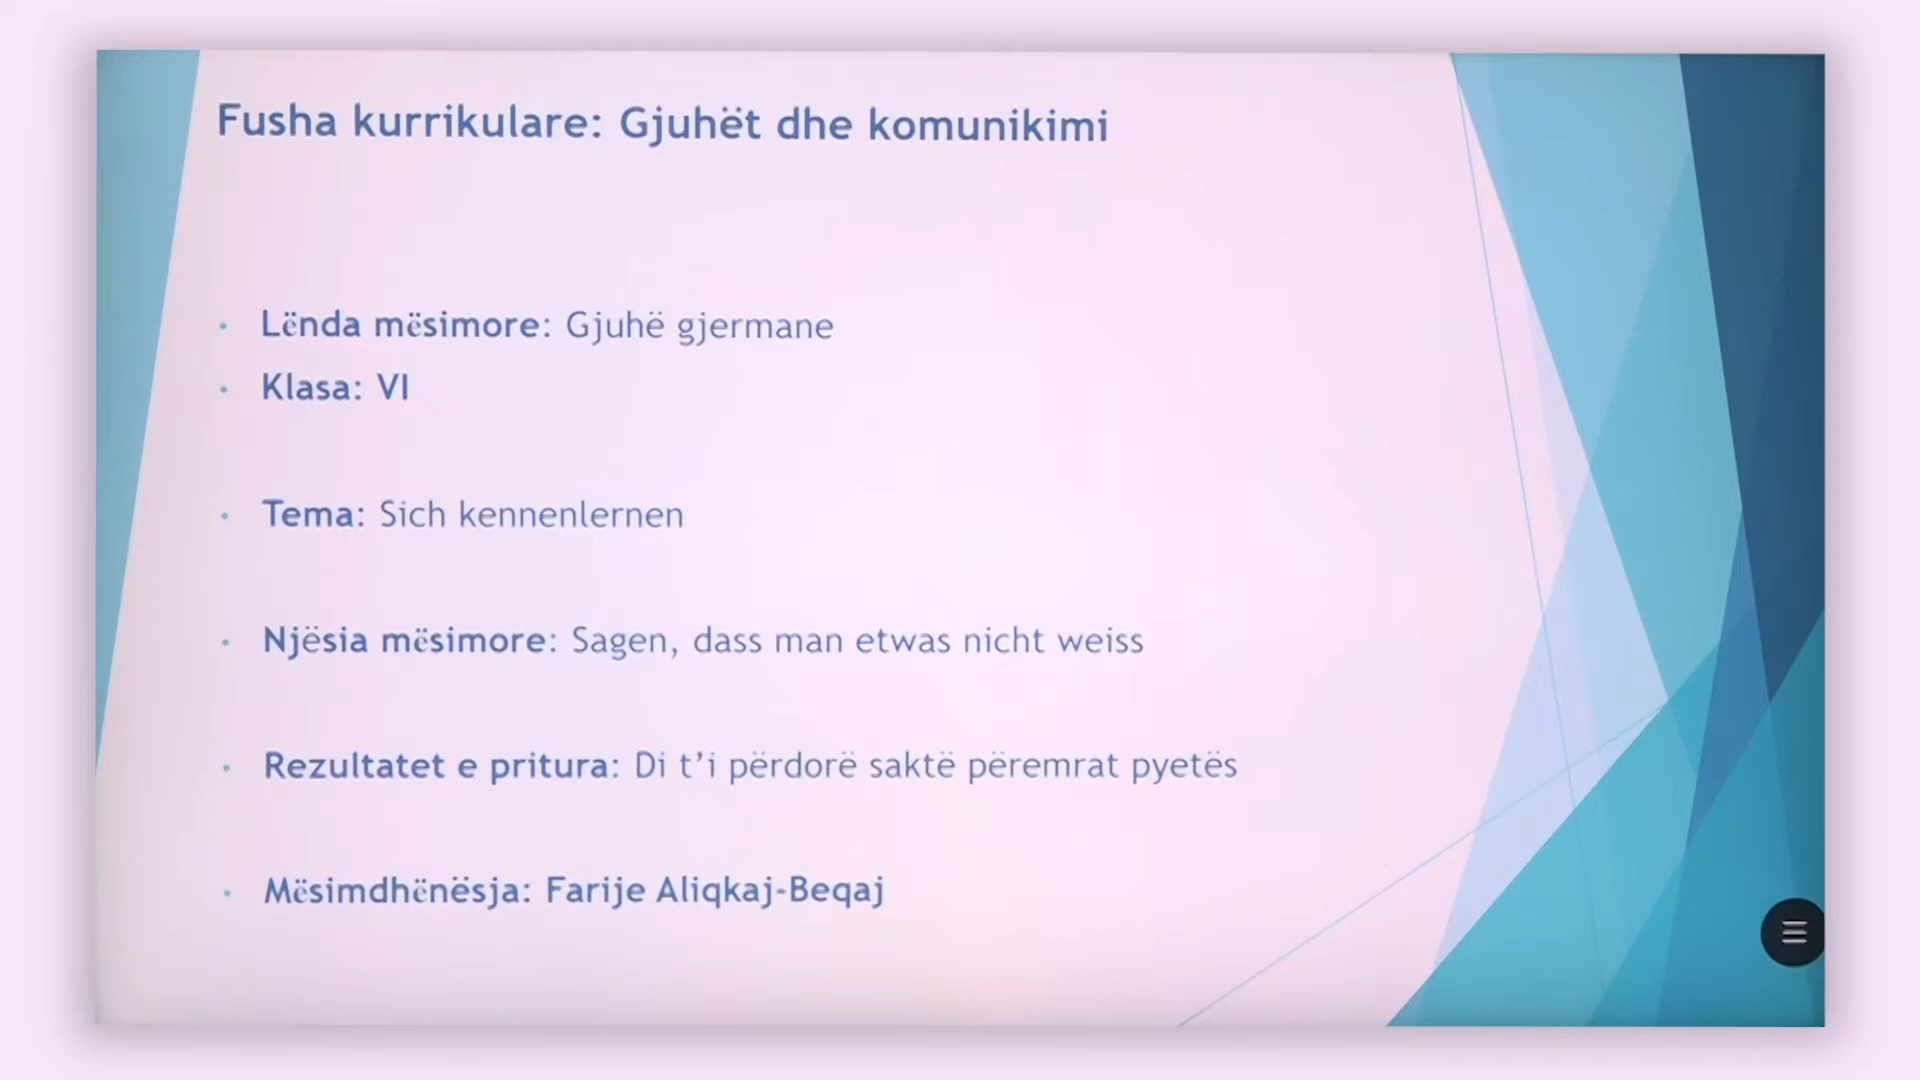 Fusha kurrikulare: Gjuhët dhe komunikimi
• Lënda mësimore: Gjuhë gjermane
• Klasa: VI
• Tema: Sich kennenlernen
• Njësia mësimore: Sagen, dass man etwas nicht weiss
• Rezultatet e pritura: Di t’i përdorë saktë përemrat pyetës
• Mësimdhënësja: Farije Aliqkaj-Beqaj